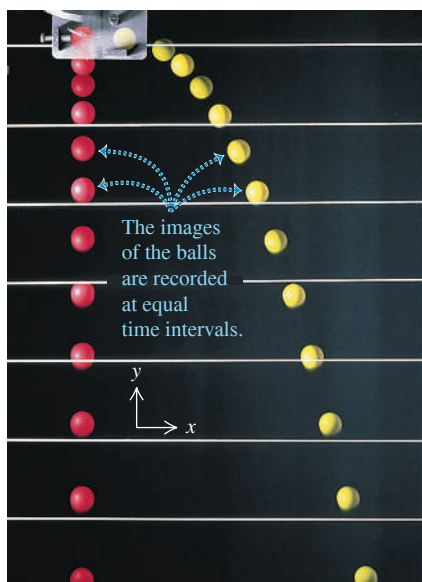 The images
of the balls
are recorded
at equal
time intervals.
y
x